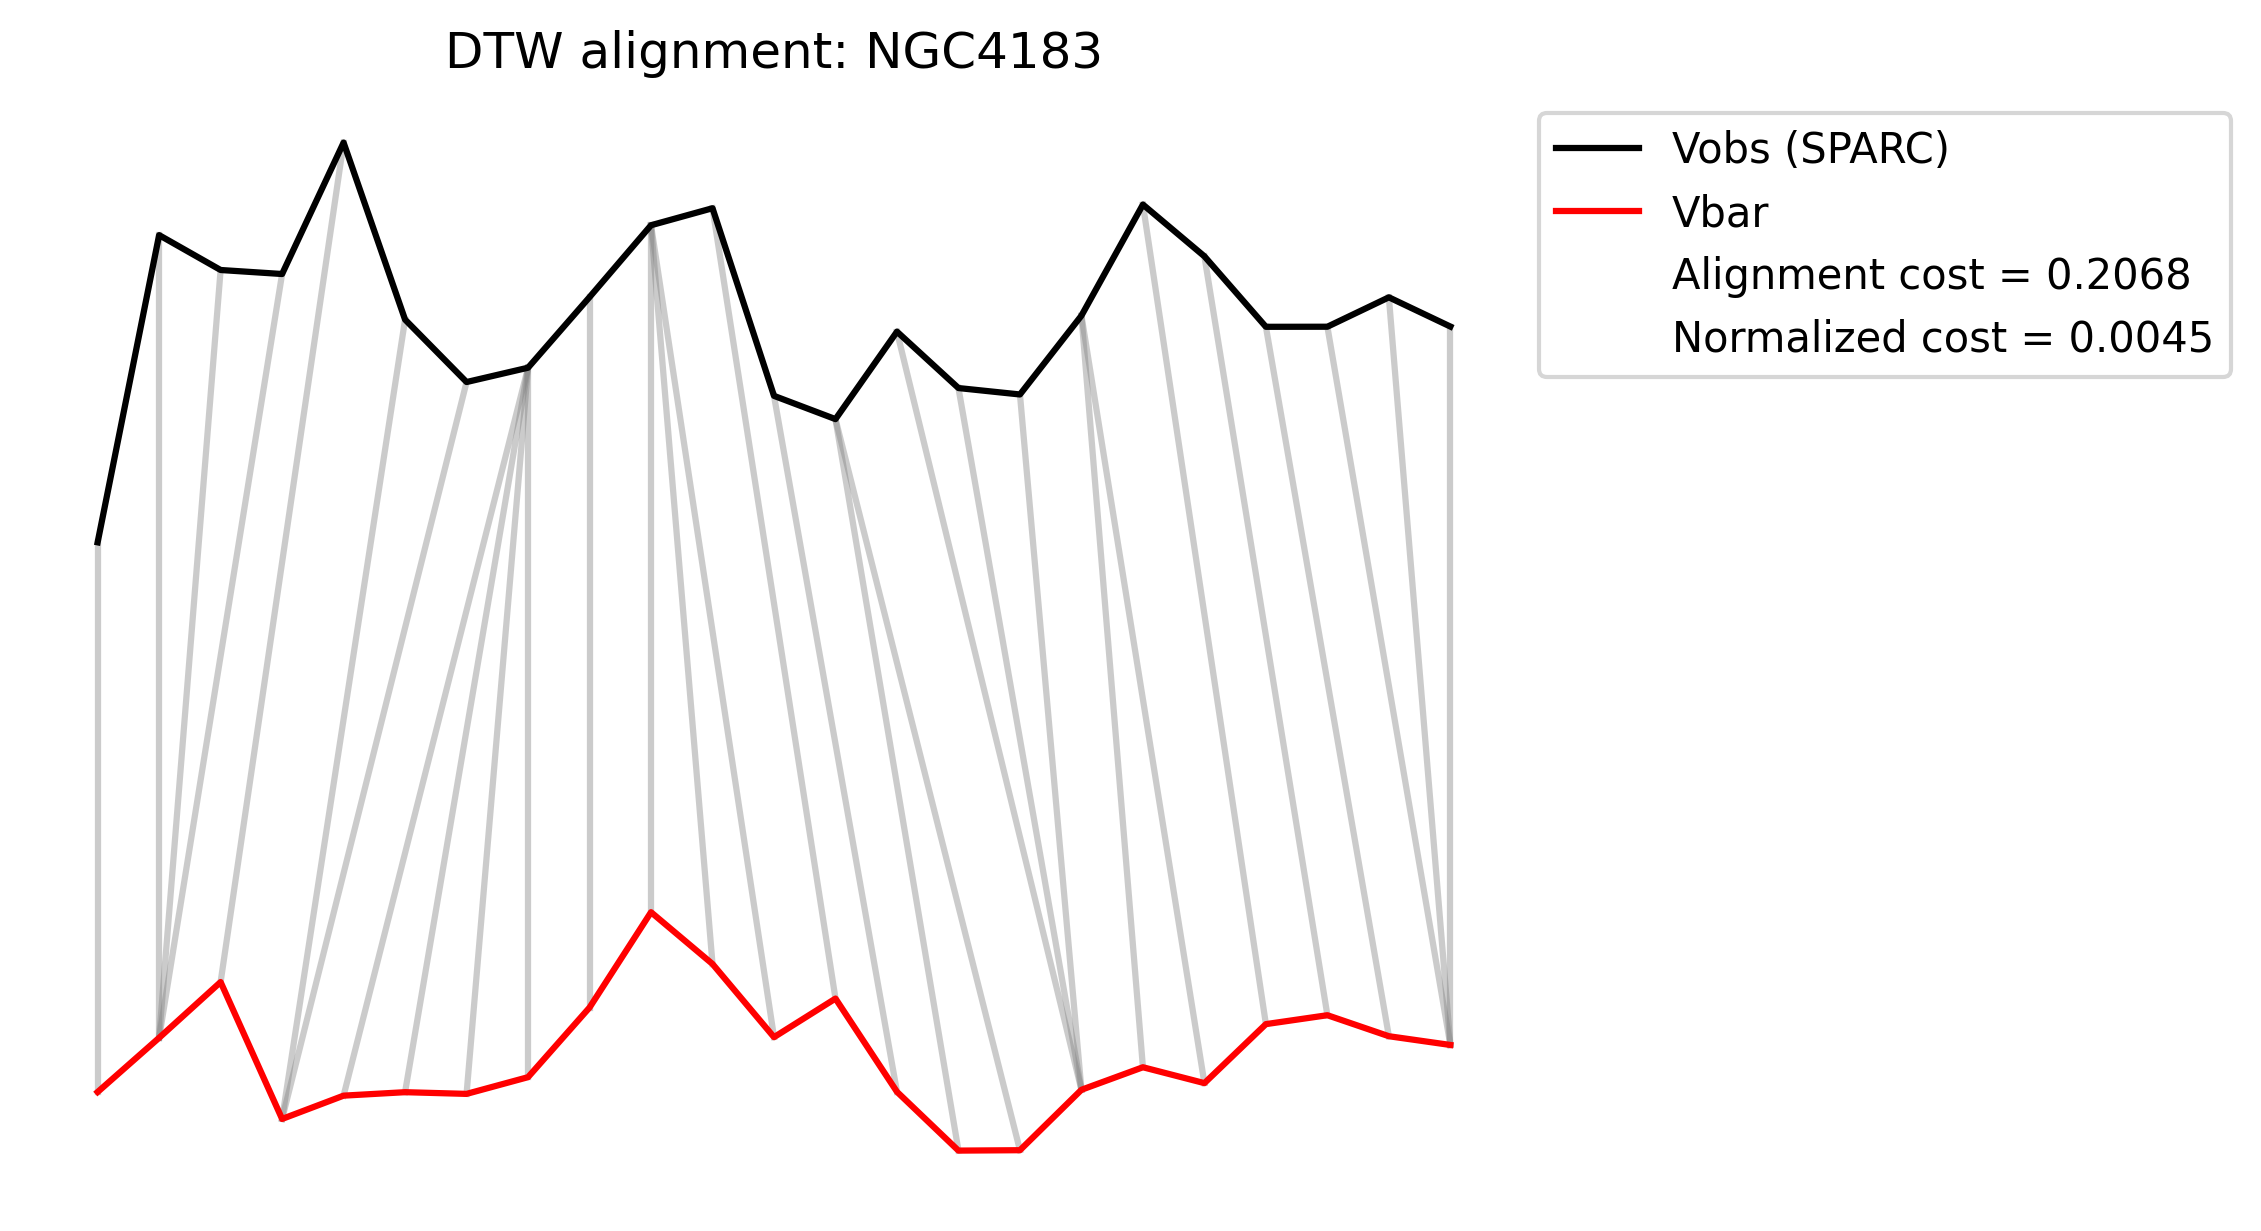 DTW alignment: NGC4183
Vobs (SPARC)
Vbar
Alignment cost = 0.2068
Normalized cost = 0.0045